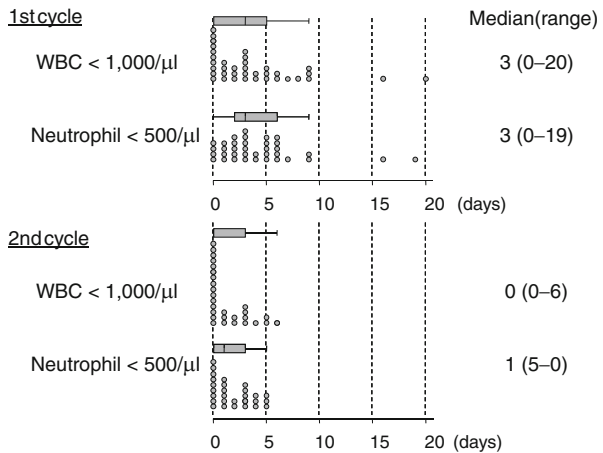 1st cycle
Median(range)
WBC < 1,000/µl
3 (0–20)
Neutrophil < 500/µl
3 (0–19)
0 5 10 15 20 (days)
2nd cycle
WBC < 1,000/µl
0 (0–6)
Neutrophil < 500/µl
1 (5–0)
0 5 10 15 20 (days)